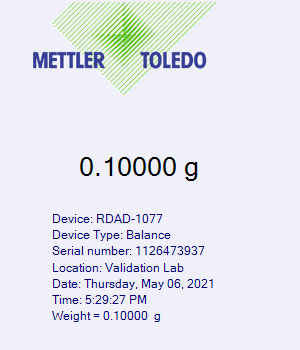 METTLER TOLEDO
0.10000 g
Device: RDAD-1077
Device Type: Balance
Serial number: 1126473937
Location: Validation Lab
Date: Thursday, May 06, 2021
Time: 5:29:27 PM
Weight = 0.10000  g